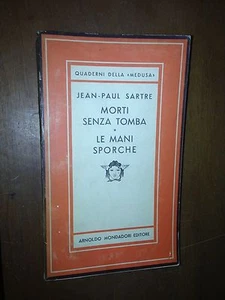 QUADERNI DELLA «MEDUSA»
JEAN-PAUL SARTRE
MORTI
SENZA TOMBA
•
LE MANI
SPORCHE
ARNOLDO MONDADORI EDITORE